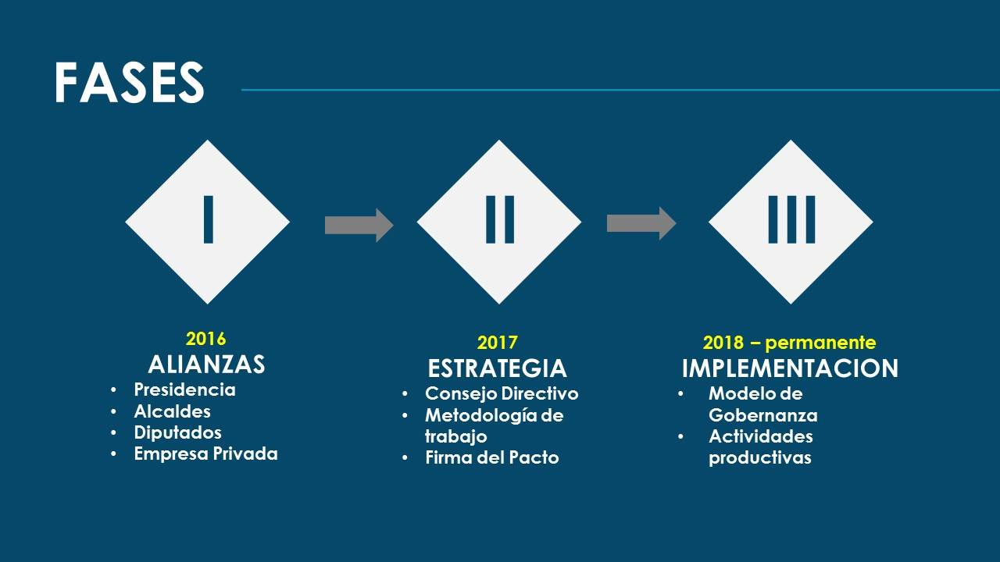 FASES
I
II
III
2016
ALIANZAS
• Presidencia
• Alcaldes
• Diputados
• Empresa Privada
2017
ESTRATEGIA
• Consejo Directivo
• Metodología de
trabajo
• Firma del Pacto
2018 – permanente
IMPLEMENTACION
• Modelo de
Gobernanza
• Actividades
productivas